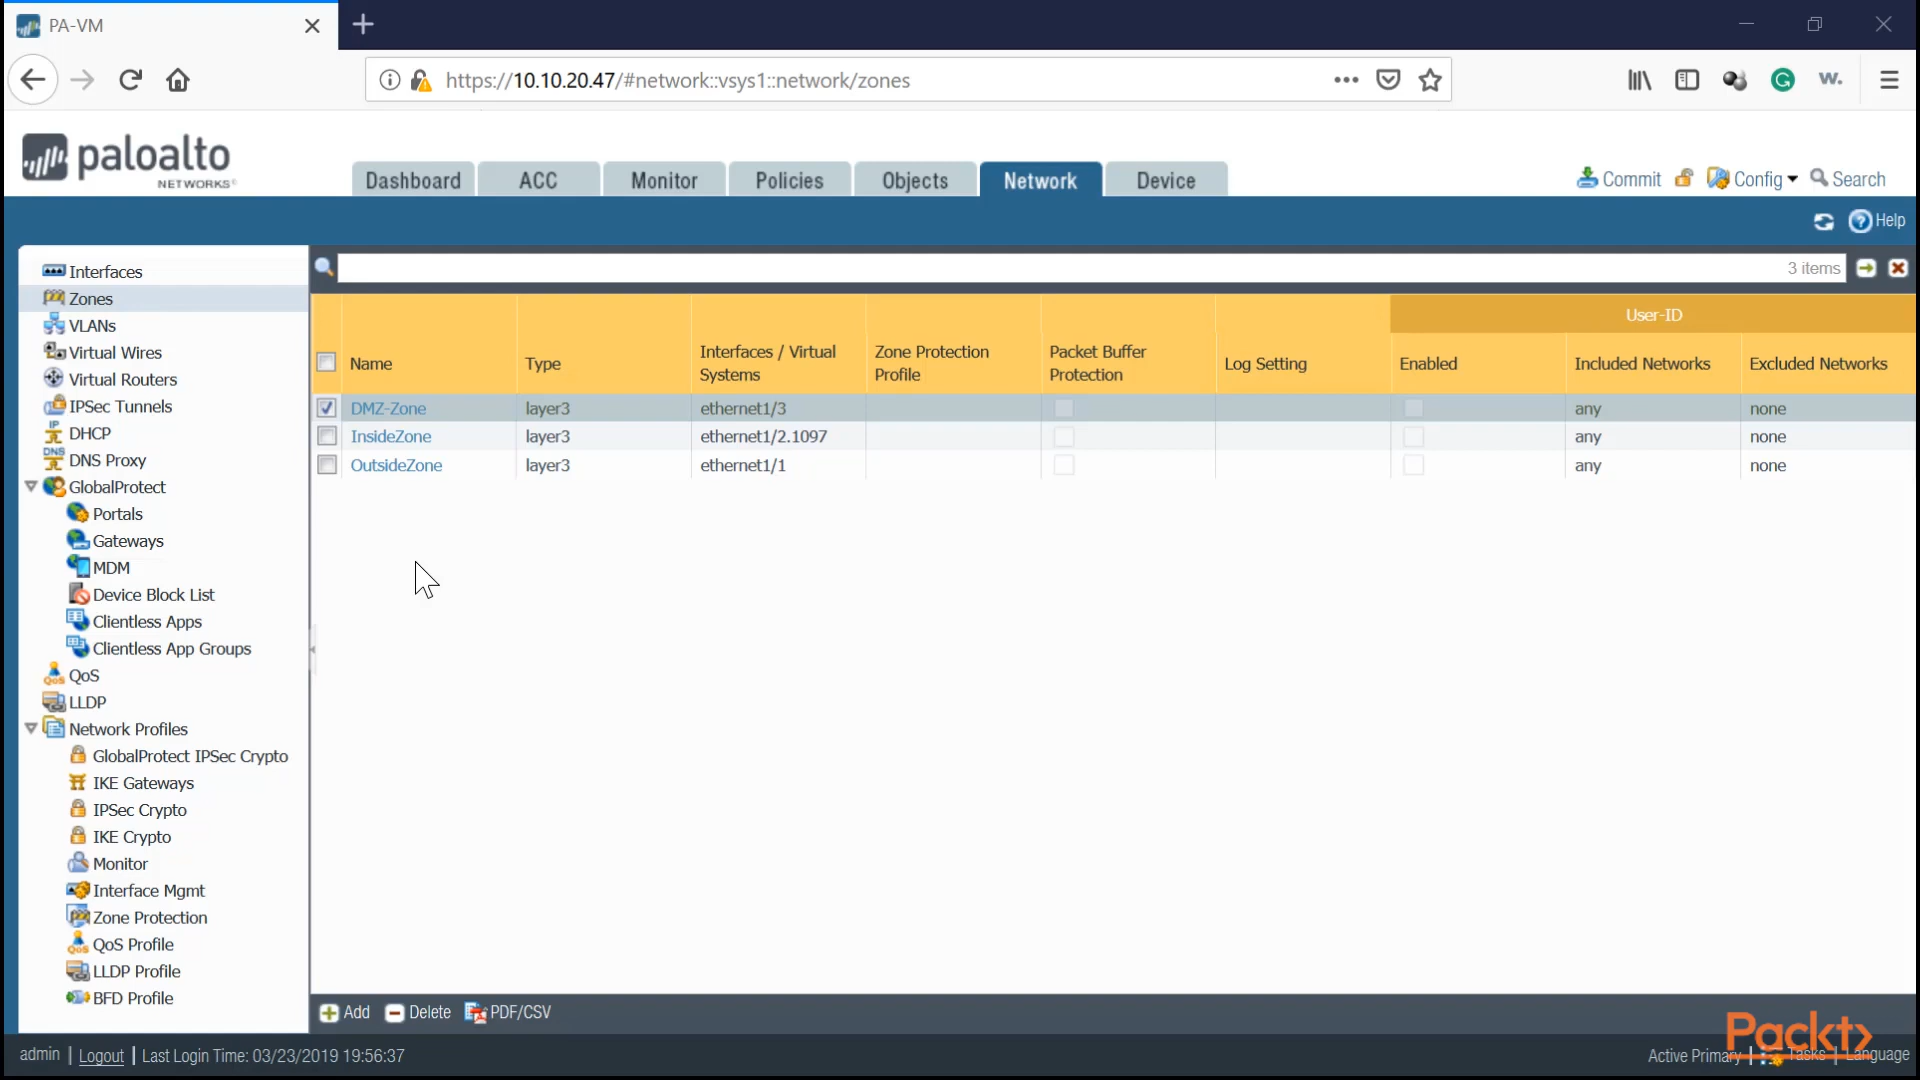 PA-VM
https://10.10.20.47/#network::vsys1::network/zones
W.
paloalto
NETWORKS
Dashboard ACC Monitor Policies Objects Network Device
Commit Config Search
Help
3 items
User-ID
Name Type Interfaces / Virtual Systems Zone Protection Profile Packet Buffer Protection Log Setting Enabled Included Networks Excluded Networks
DMZ-Zone layer3 ethernet1/3 any none
InsideZone layer3 ethernet1/2.1097 any none
OutsideZone layer3 ethernet1/1 any none
Interfaces
Zones
VLANs
Virtual Wires
Virtual Routers
IPSec Tunnels
DHCP
DNS Proxy
GlobalProtect
Portals
Gateways
MDM
Device Block List
Clientless Apps
Clientless App Groups
QoS
LLDP
Network Profiles
GlobalProtect IPSec Crypto
IKE Gateways
IPSec Crypto
IKE Crypto
Monitor
Interface Mgmt
Zone Protection
QoS Profile
LLDP Profile
BFD Profile
Add Delete PDF/CSV
admin | Logout | Last Login Time: 03/23/2019 19:56:37
Active Primary | Tasks | Language
Packt>